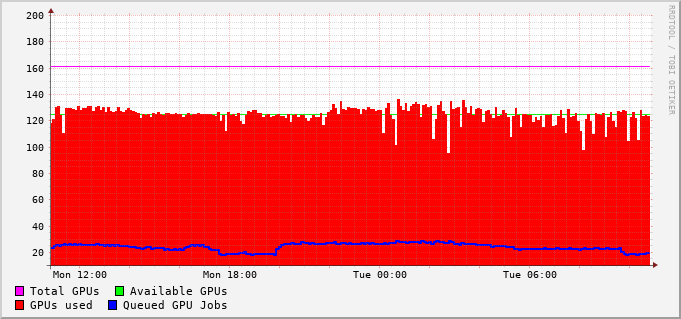 200
180
160
140
120
100
80
60
40
20
Mon 12:00 Mon 18:00 Tue 00:00 Tue 06:00
Total GPUs Available GPUs
GPUs used Queued GPU Jobs
RRDTOOL / TOBI OETIKER